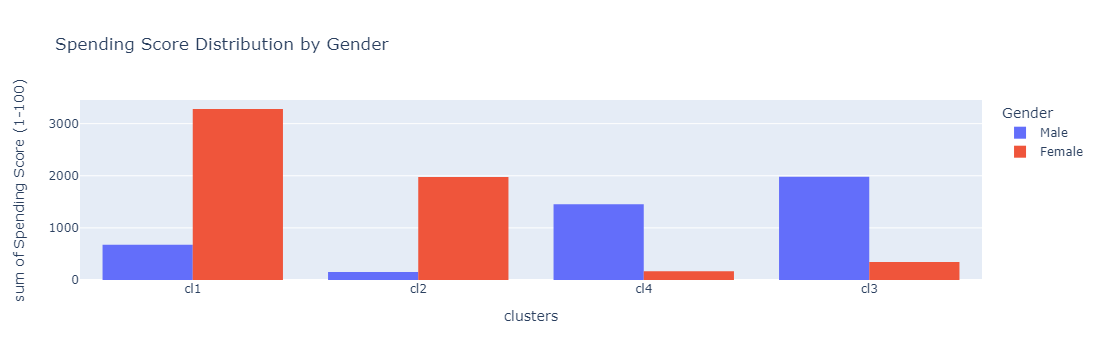 Spending Score Distribution by Gender
sum of Spending Score (1-100)
3000
2000
1000
0
cl1 cl2 cl4 cl3
clusters
Gender
Male
Female